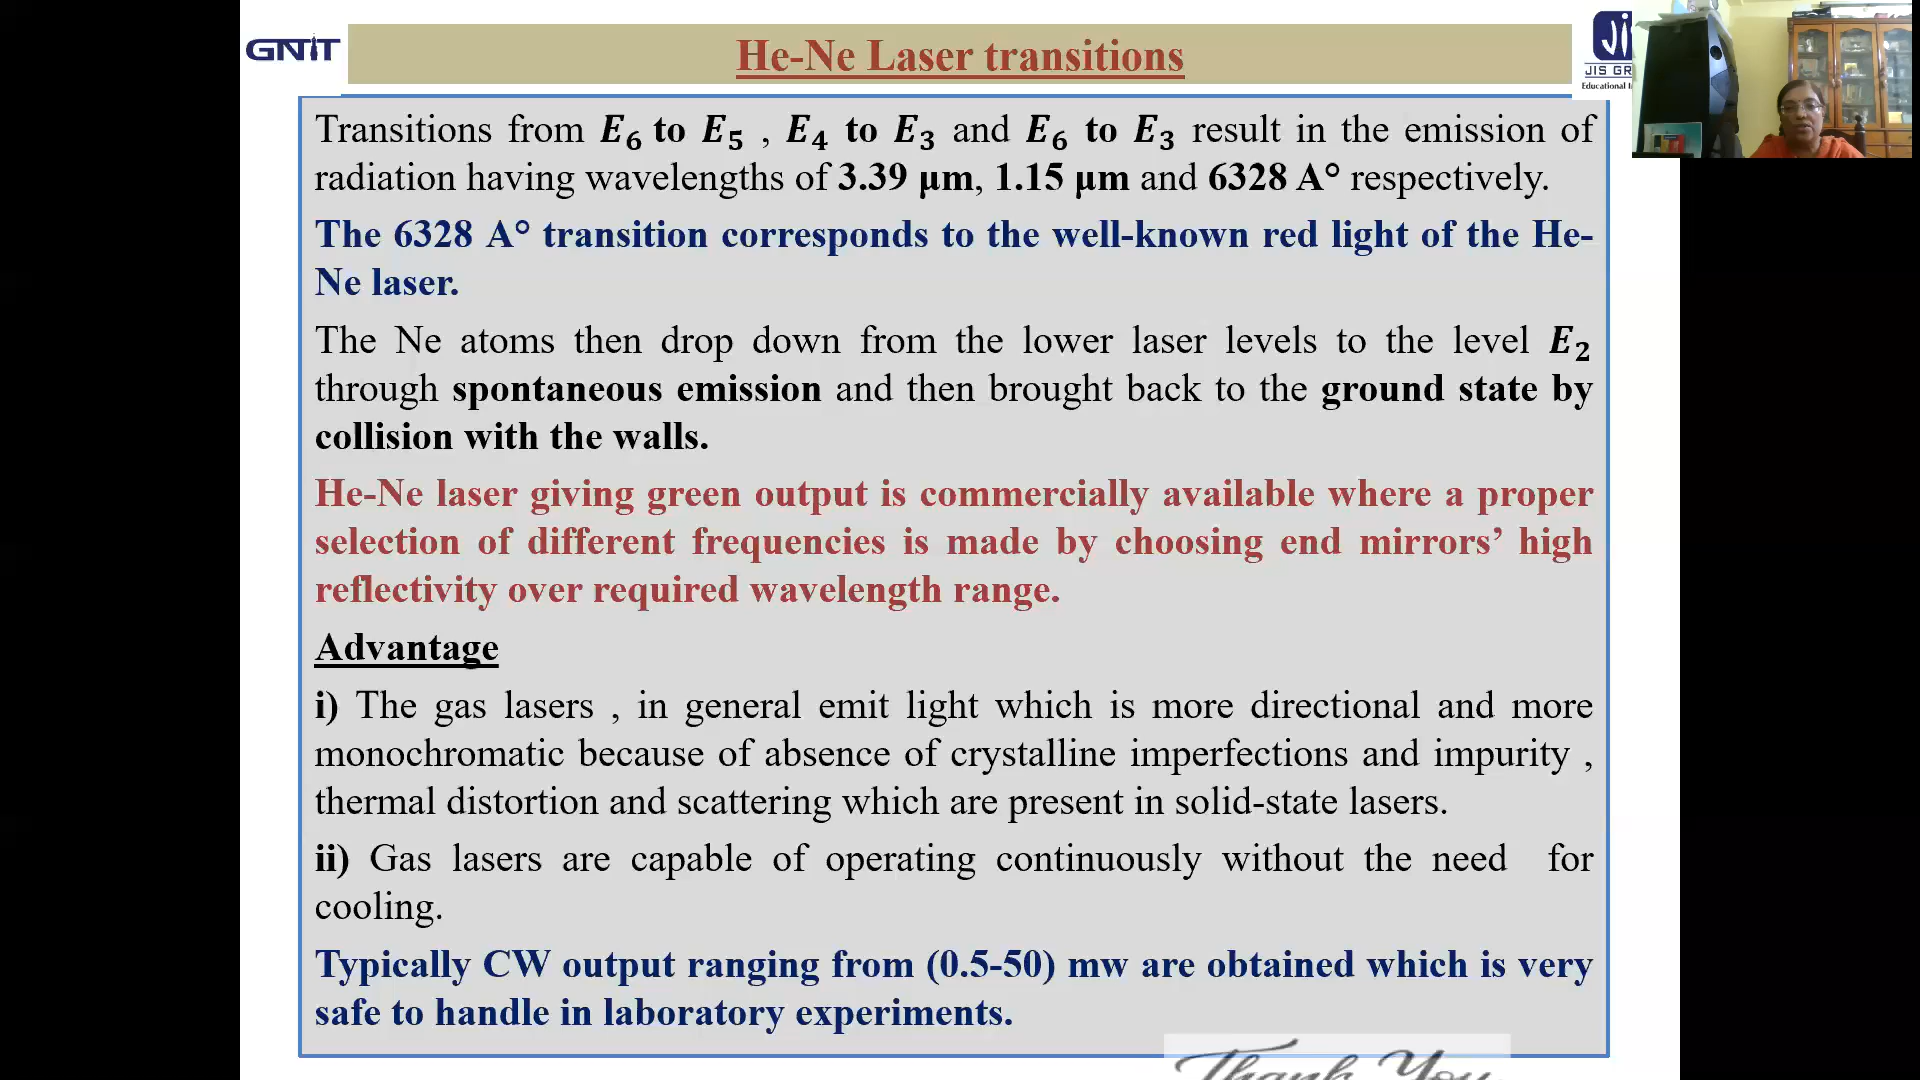 GNIT
He-Ne Laser transitions
JIS GR
Educational I
Transitions from E₆ to E₅ , E₄ to E₃ and E₆ to E₃ result in the emission of
radiation having wavelengths of 3.39 μm, 1.15 μm and 6328 A° respectively.
The 6328 A° transition corresponds to the well-known red light of the He-
Ne laser.
The Ne atoms then drop down from the lower laser levels to the level E₂
through spontaneous emission and then brought back to the ground state by
collision with the walls.
He-Ne laser giving green output is commercially available where a proper
selection of different frequencies is made by choosing end mirrors’ high
reflectivity over required wavelength range.
Advantage
i) The gas lasers , in general emit light which is more directional and more
monochromatic because of absence of crystalline imperfections and impurity ,
thermal distortion and scattering which are present in solid-state lasers.
ii) Gas lasers are capable of operating continuously without the need for
cooling.
Typically CW output ranging from (0.5-50) mw are obtained which is very
safe to handle in laboratory experiments.
Thank You